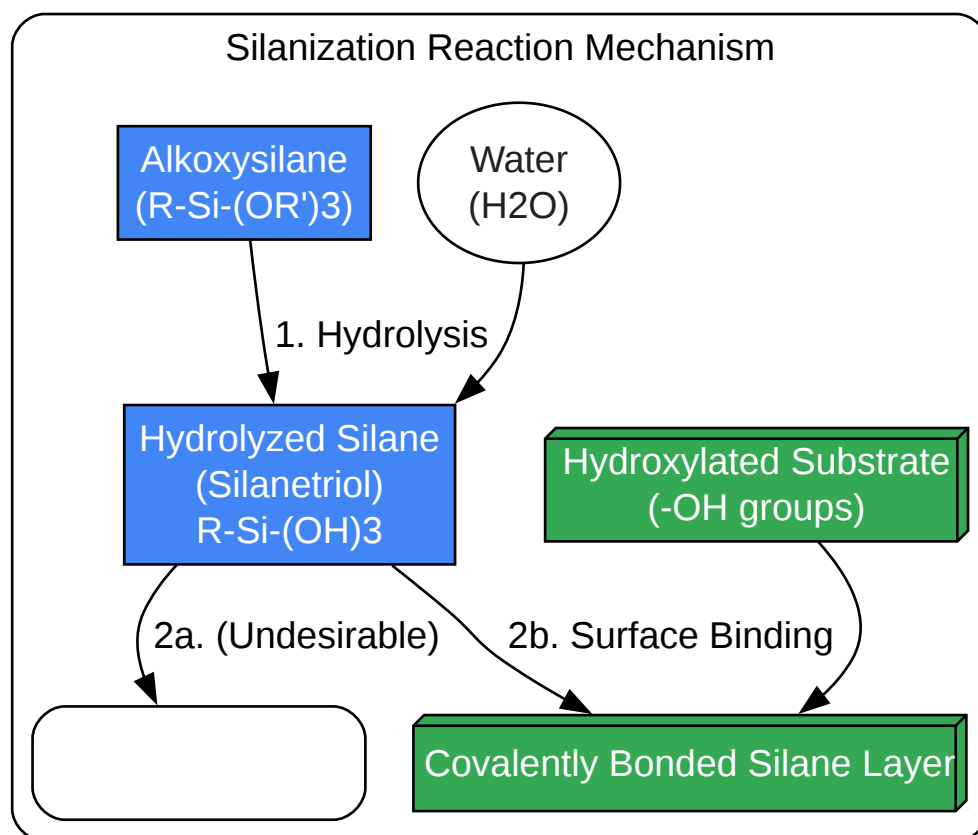 Silanization Reaction Mechanism
Alkoxysilane
(R-Si-(OR')3)
Water
(H2O)
1. Hydrolysis
Hydrolyzed Silane
(Silanetriol)
R-Si-(OH)3
Hydroxylated Substrate
(-OH groups)
2a. (Undesirable)
2b. Surface Binding
Covalently Bonded Silane Layer